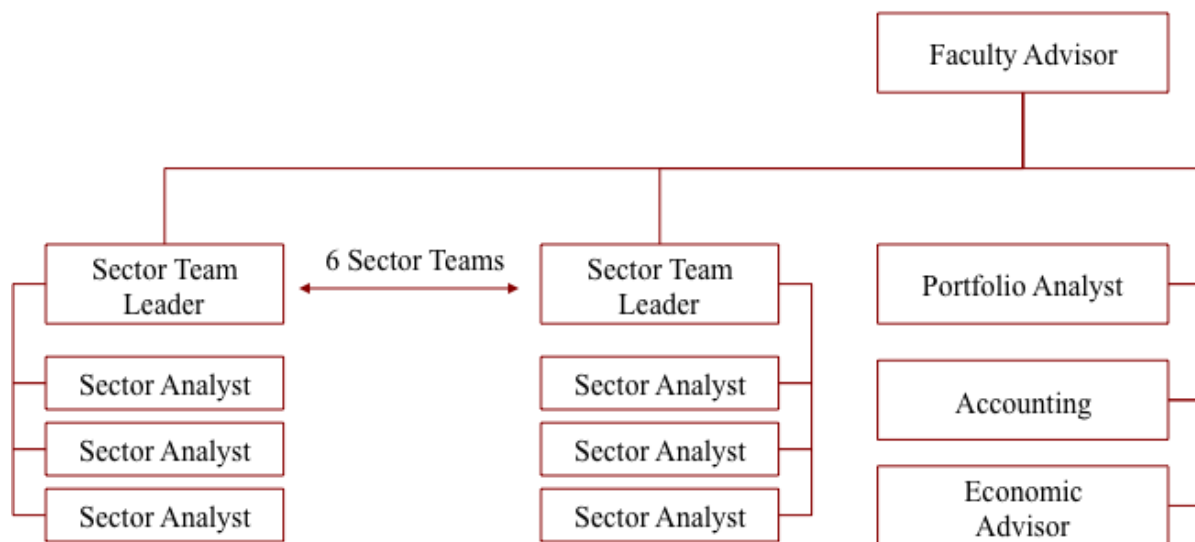 Faculty Advisor
6 Sector Teams
Sector Team
Leader
Sector Analyst
Sector Analyst
Sector Analyst
Sector Team
Leader
Sector Analyst
Sector Analyst
Sector Analyst
Portfolio Analyst
Accounting
Economic
Advisor